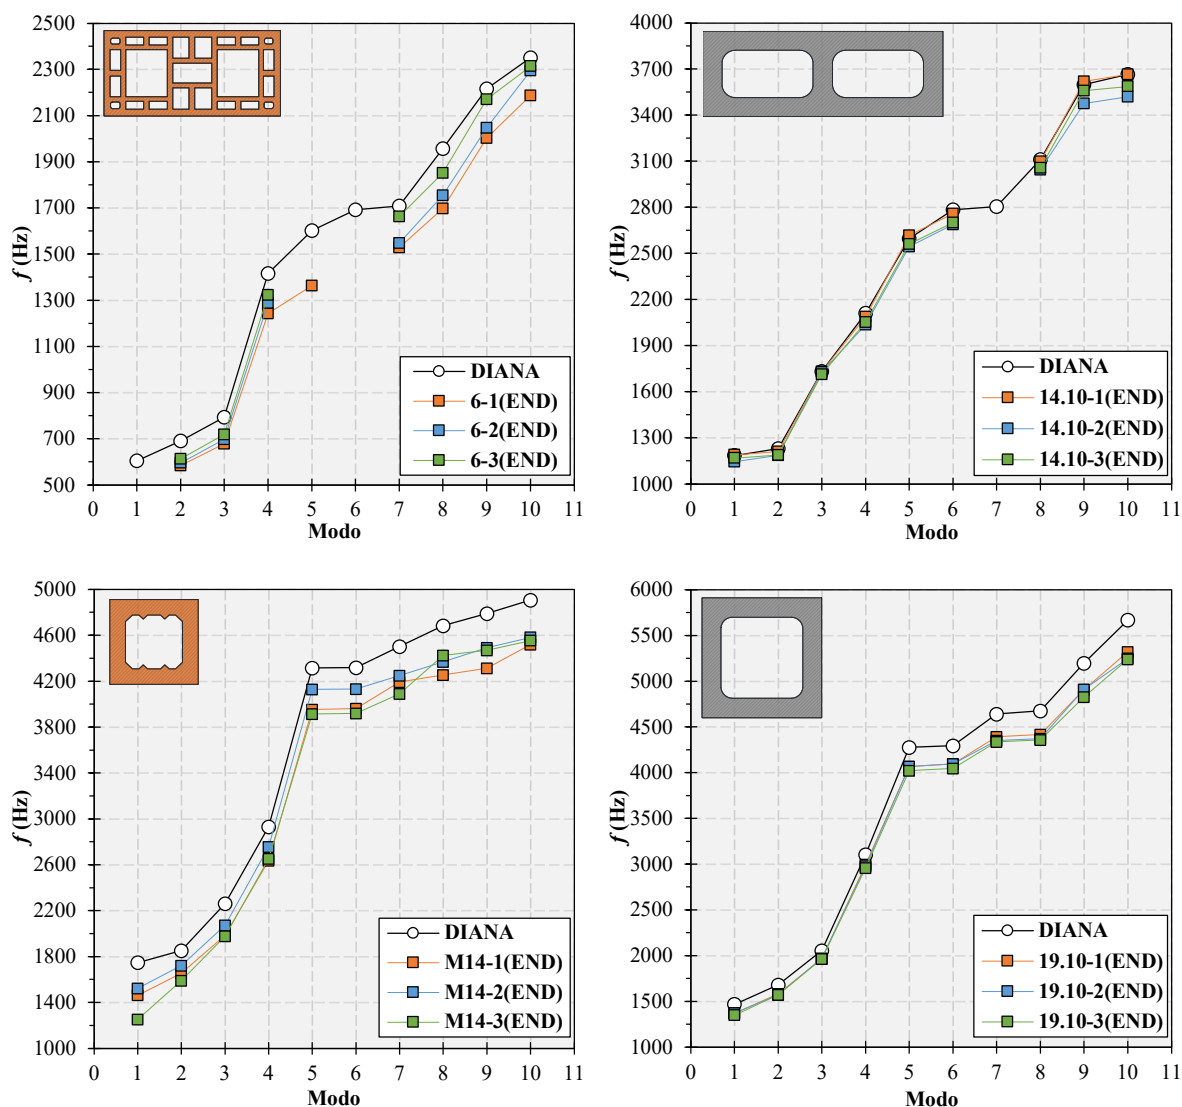 2500
2300
2100
1900
1700
1500
1300
1100
900
700
500
f (Hz)
0 1 2 3 4 5 6 7 8 9 10 11
Modo
DIANA
6-1(END)
6-2(END)
6-3(END)
4000
3700
3400
3100
2800
2500
2200
1900
1600
1300
1000
f (Hz)
0 1 2 3 4 5 6 7 8 9 10 11
Modo
DIANA
14.10-1(END)
14.10-2(END)
14.10-3(END)
5000
4600
4200
3800
3400
3000
2600
2200
1800
1400
1000
f (Hz)
0 1 2 3 4 5 6 7 8 9 10 11
Modo
DIANA
M14-1(END)
M14-2(END)
M14-3(END)
6000
5500
5000
4500
4000
3500
3000
2500
2000
1500
1000
f (Hz)
0 1 2 3 4 5 6 7 8 9 10 11
Modo
DIANA
19.10-1(END)
19.10-2(END)
19.10-3(END)